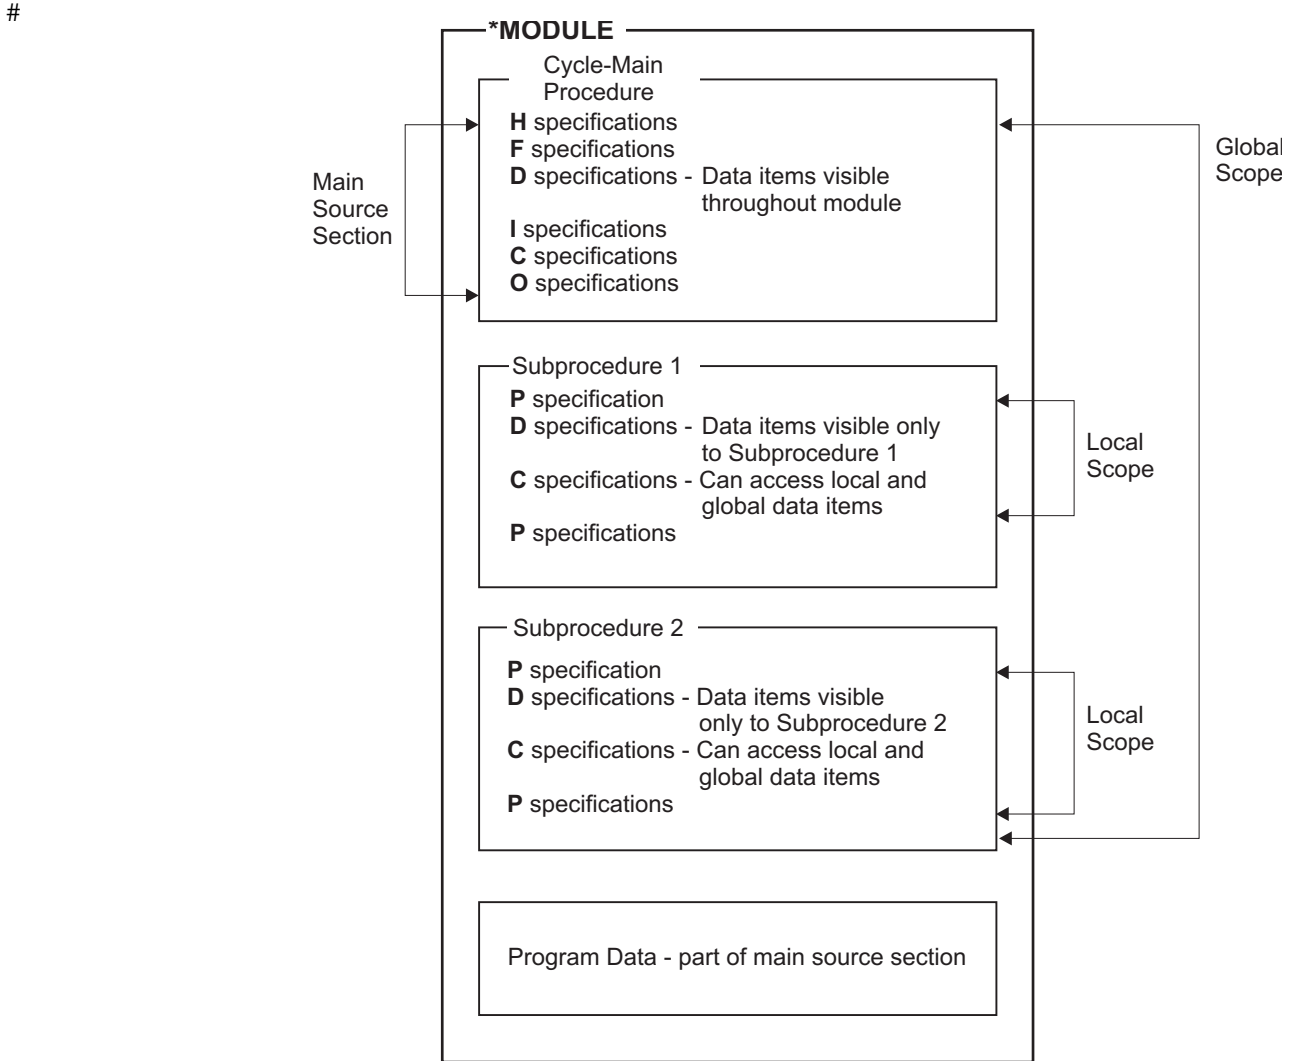 #
*MODULE
Cycle-Main
Procedure
H specifications
F specifications
D specifications - Data items visible
throughout module
I specifications
C specifications
O specifications
Main
Source
Section
Global
Scope
Subprocedure 1
P specification
D specifications - Data items visible only
to Subprocedure 1
C specifications - Can access local and
global data items
P specifications
Local
Scope
Subprocedure 2
P specification
D specifications - Data items visible
only to Subprocedure 2
C specifications - Can access local and
global data items
P specifications
Local
Scope
Program Data - part of main source section